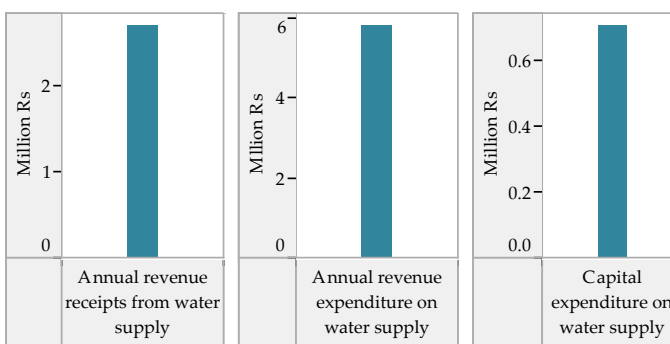 Million Rs
2
1
0
Annual revenue
receipts from water
supply
Million Rs
6
4
2
0
Annual revenue
expenditure on
water supply
Million Rs
0.6
0.4
0.2
0.0
Capital
expenditure on
water supply